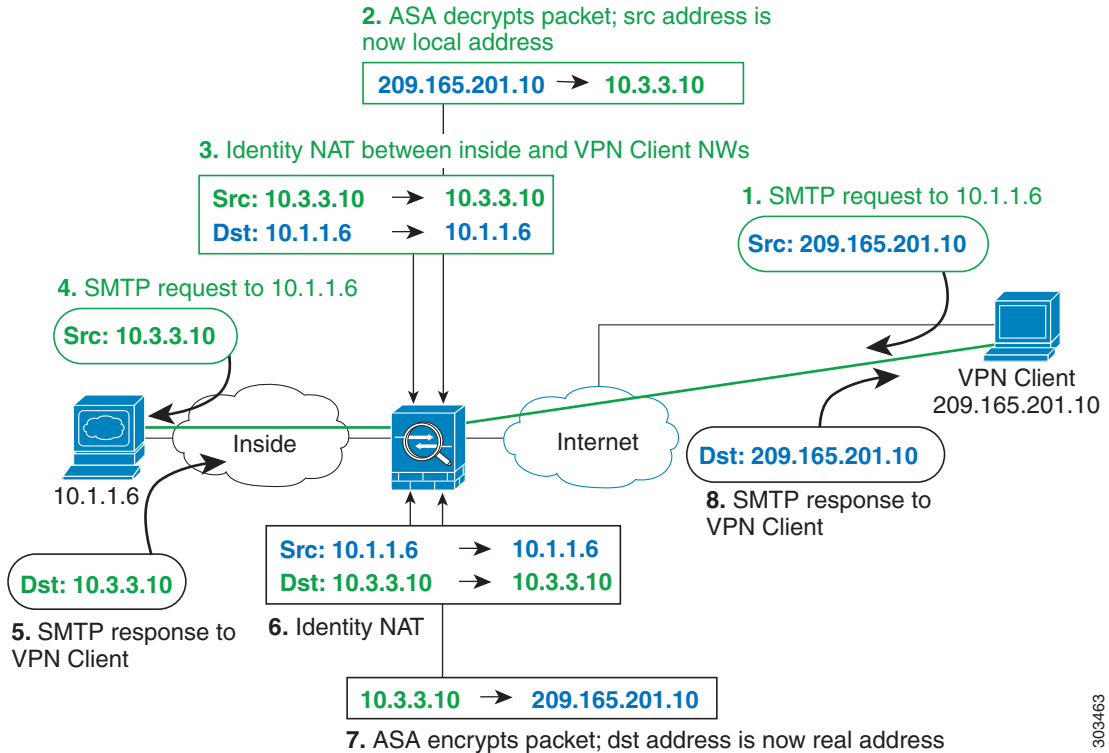 2. ASA decrypts packet; src address is
now local address
209.165.201.10 → 10.3.3.10
3. Identity NAT between inside and VPN Client NWs
Src: 10.3.3.10 → 10.3.3.10
Dst: 10.1.1.6 → 10.1.1.6
1. SMTP request to 10.1.1.6
Src: 209.165.201.10
4. SMTP request to 10.1.1.6
Src: 10.3.3.10
VPN Client
209.165.201.10
Inside
Internet
10.1.1.6
Dst: 209.165.201.10
8. SMTP response to
VPN Client
Src: 10.1.1.6 → 10.1.1.6
Dst: 10.3.3.10 → 10.3.3.10
6. Identity NAT
Dst: 10.3.3.10
5. SMTP response to
VPN Client
10.3.3.10 → 209.165.201.10
7. ASA encrypts packet; dst address is now real address
303463